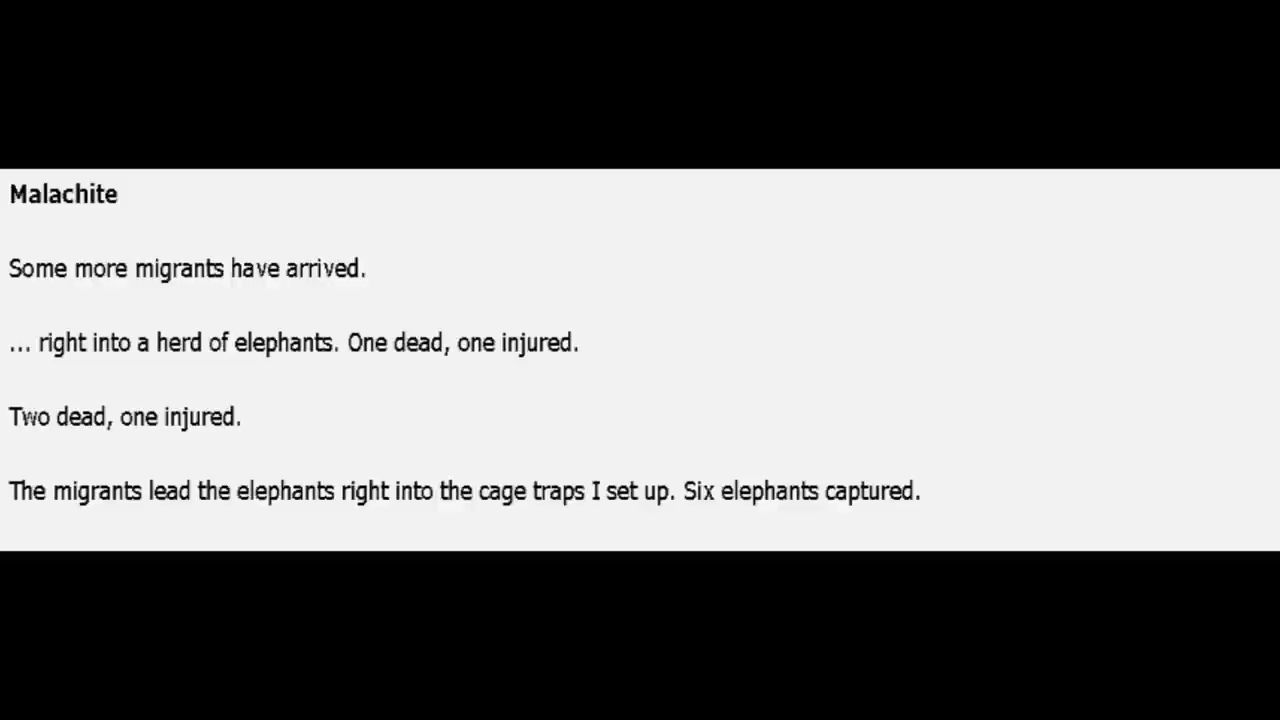 Malachite
Some more migrants have arrived.
... right into a herd of elephants. One dead, one injured.
Two dead, one injured.
The migrants lead the elephants right into the cage traps I set up. Six elephants captured.